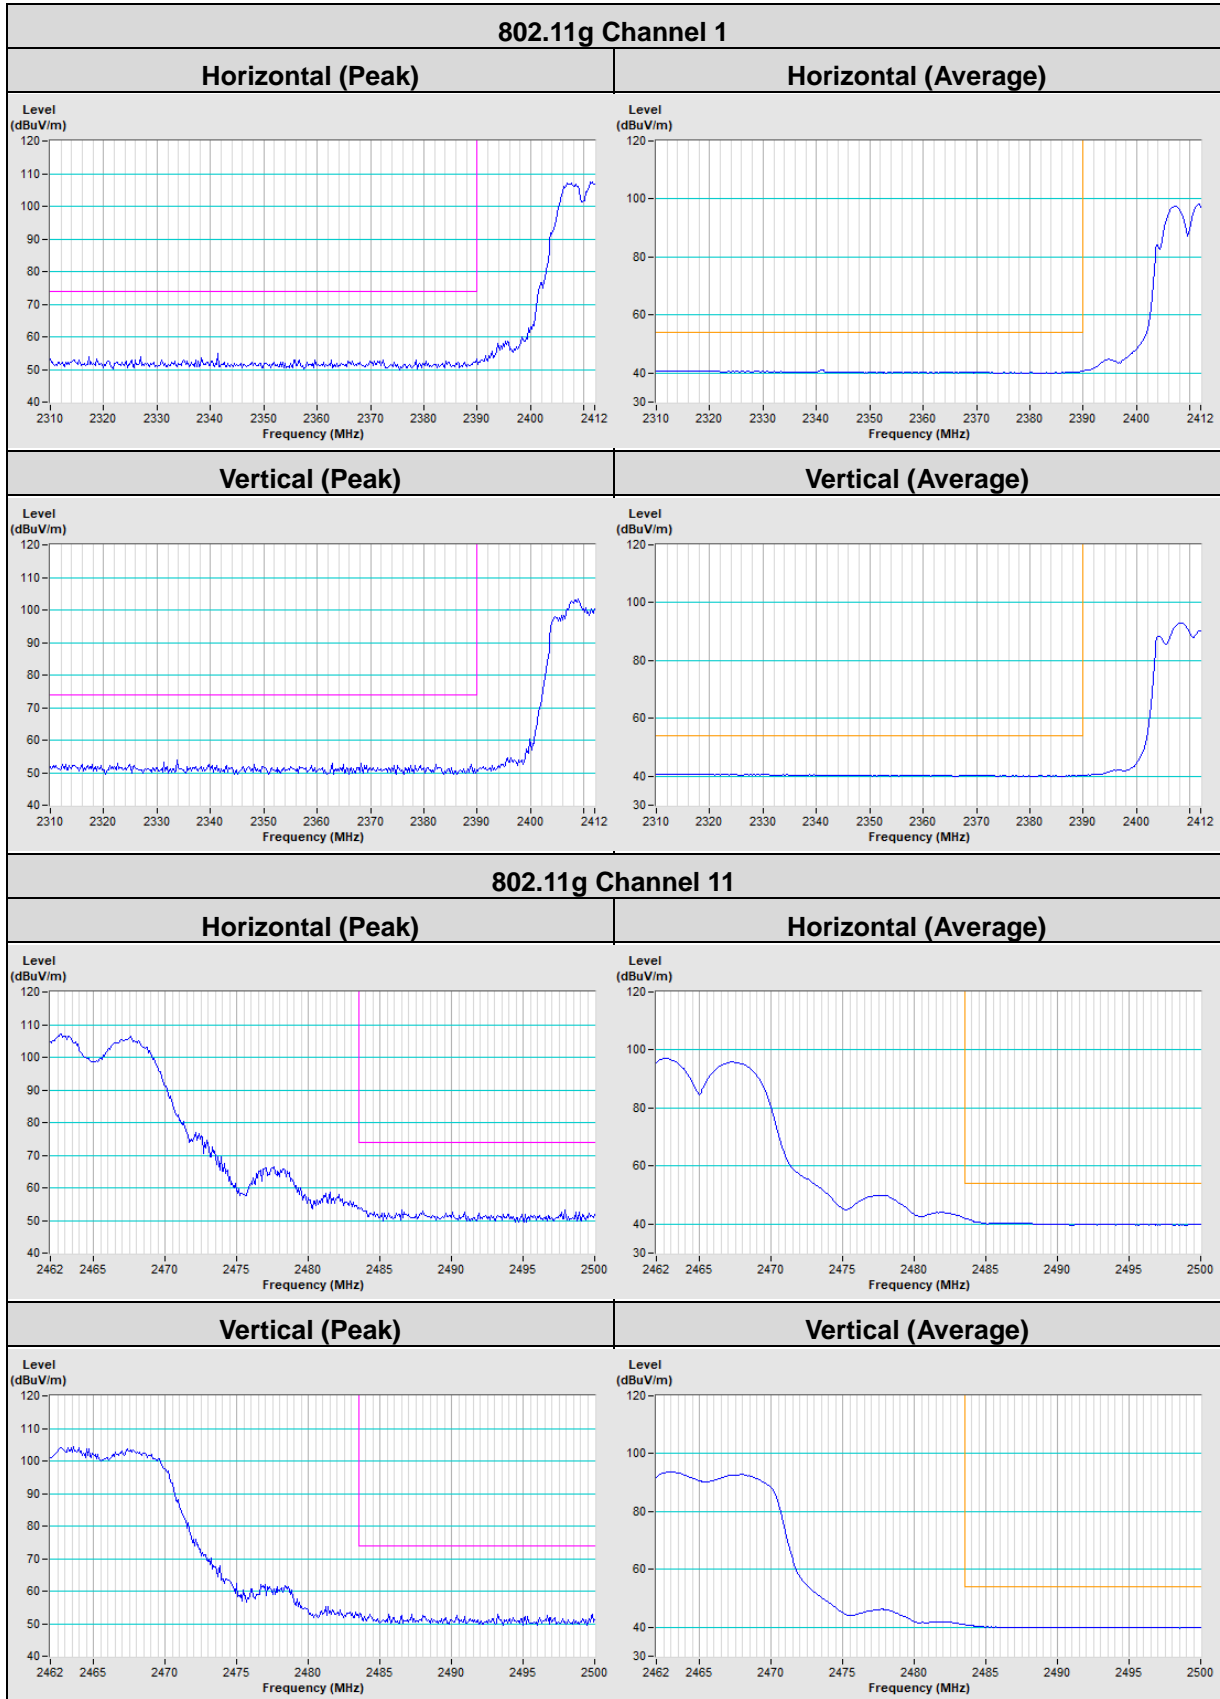 802.11g Channel 1
Horizontal (Peak)
Horizontal (Average)
Level
(dBuV/m)
120
110
100
90
80
70
60
50
40
2310 2320 2330 2340 2350 2360 2370 2380 2390 2400 2412
Frequency (MHz)
Level
(dBuV/m)
120
100
80
60
40
30
2310 2320 2330 2340 2350 2360 2370 2380 2390 2400 2412
Frequency (MHz)
Vertical (Peak)
Vertical (Average)
Level
(dBuV/m)
120
110
100
90
80
70
60
50
40
2310 2320 2330 2340 2350 2360 2370 2380 2390 2400 2412
Frequency (MHz)
Level
(dBuV/m)
120
100
80
60
40
30
2310 2320 2330 2340 2350 2360 2370 2380 2390 2400 2412
Frequency (MHz)
802.11g Channel 11
Horizontal (Peak)
Horizontal (Average)
Level
(dBuV/m)
120
110
100
90
80
70
60
50
40
2462 2465 2470 2475 2480 2485 2490 2495 2500
Frequency (MHz)
Level
(dBuV/m)
120
100
80
60
40
30
2462 2465 2470 2475 2480 2485 2490 2495 2500
Frequency (MHz)
Vertical (Peak)
Vertical (Average)
Level
(dBuV/m)
120
110
100
90
80
70
60
50
40
2462 2465 2470 2475 2480 2485 2490 2495 2500
Frequency (MHz)
Level
(dBuV/m)
120
100
80
60
40
30
2462 2465 2470 2475 2480 2485 2490 2495 2500
Frequency (MHz)